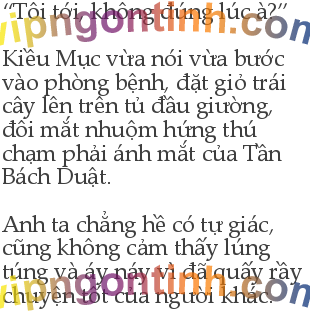 “Tôi tới, không đúng lúc à?”
vipngontinh.com
Kiều Mục vừa nói vừa bước
vào phòng bệnh, đặt giỏ trái
cây lên trên tủ đầu giường,
đôi mắt nhuộm hứng thú
chạm phải ánh mắt của Tần
Bách Duật.
Anh ta chẳng hề có tự giác,
cũng không cảm thấy lúng
túng và áy náy vì đã quấy rầy
chuyện tốt của người khác.
vipngontinh.com